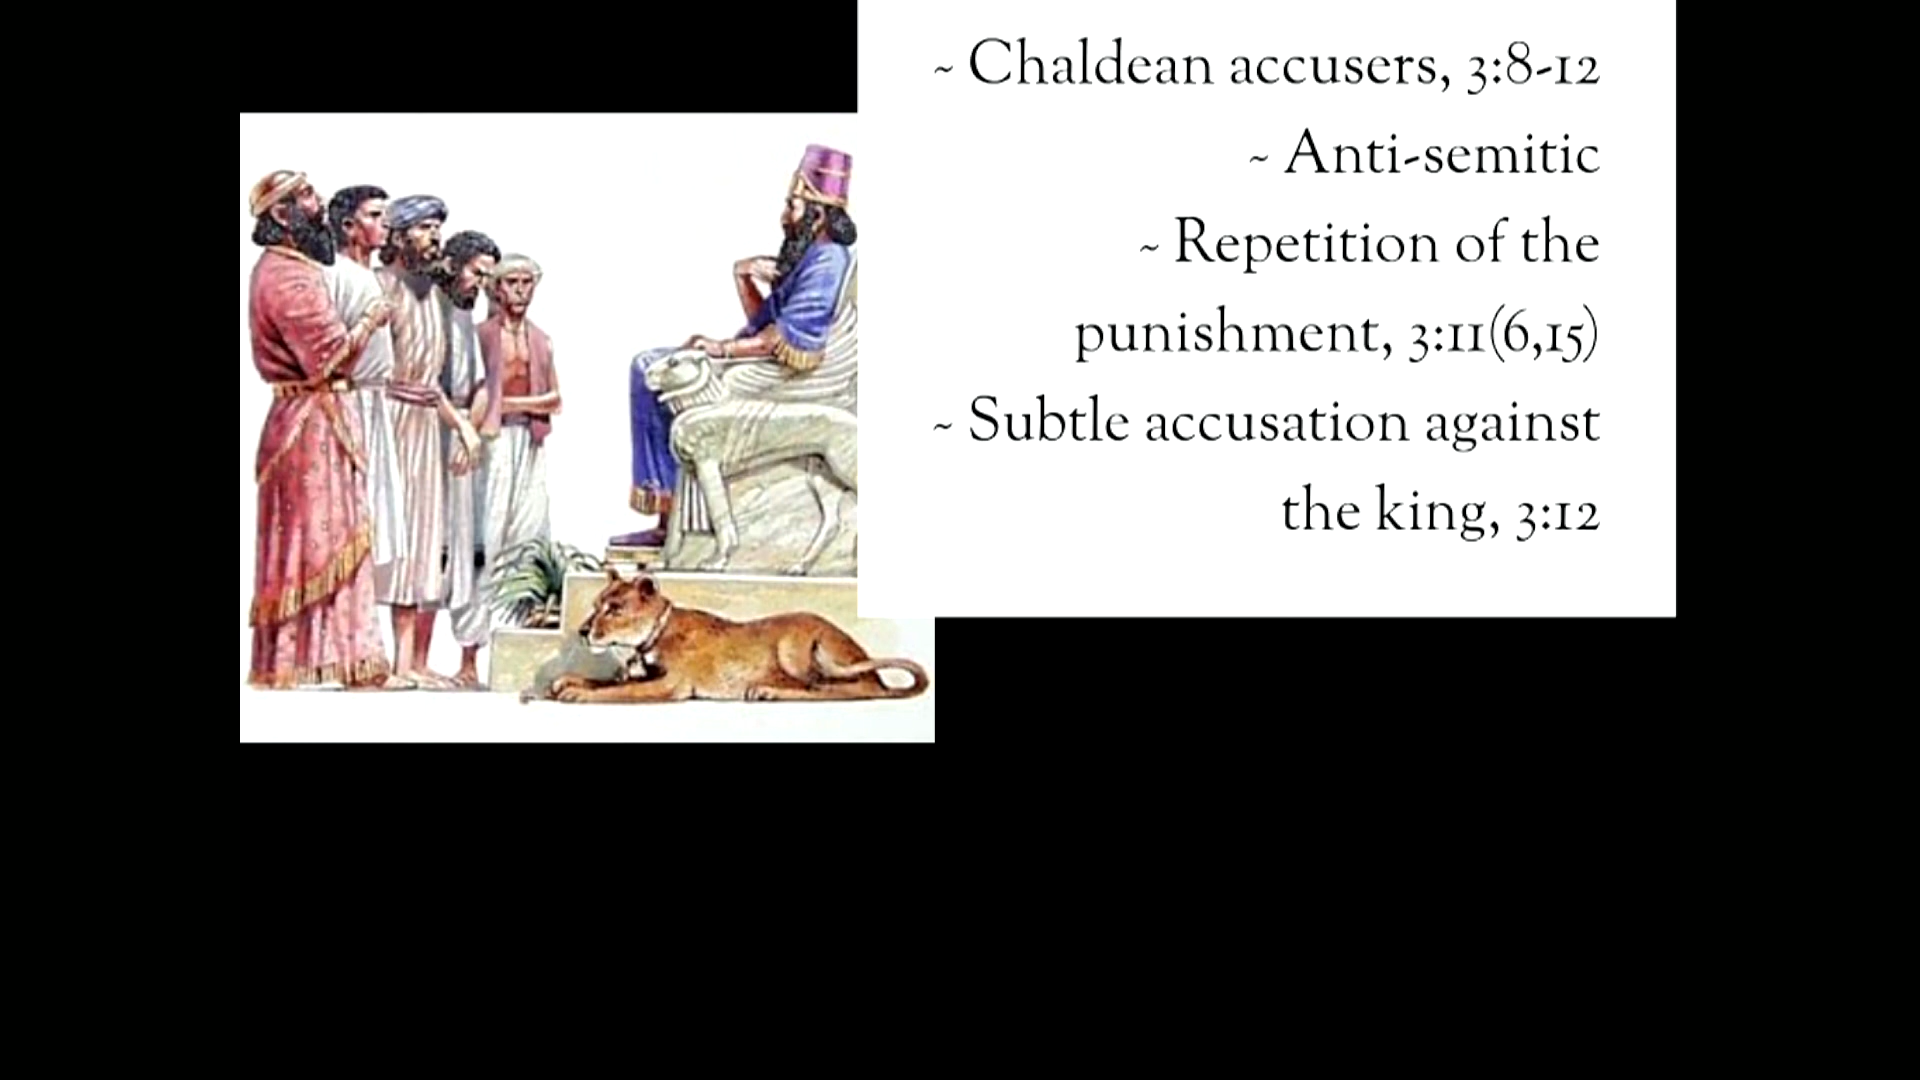 ~ Chaldean accusers, 3:8-12
~ Anti-semitic
~ Repetition of the
punishment, 3:11(6,15)
~ Subtle accusation against
the king, 3:12